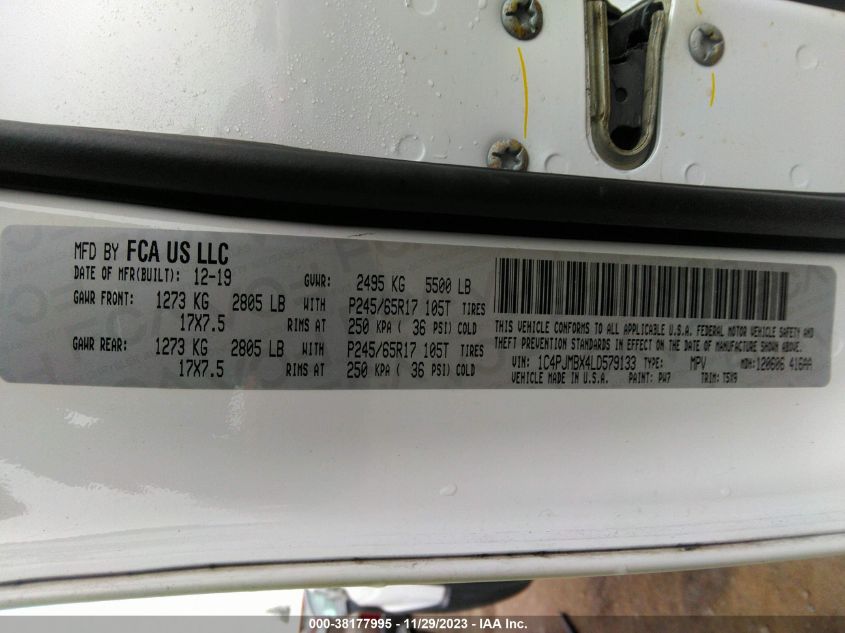 MFD BY FCA US LLC
DATE OF MFR(BUILT): 12-19 GVWR: 2495 KG 5500 LB
GAWR FRONT: 1273 KG 2805 LB WITH P245/65R17 105T TIRES
17X7.5 RIMS AT 250 KPA ( 36 PSI) COLD
GAWR REAR: 1273 KG 2805 LB WITH P245/65R17 105T TIRES
17X7.5 RIMS AT 250 KPA ( 36 PSI) COLD
THIS VEHICLE CONFORMS TO ALL APPLICABLE U.S.A. FEDERAL MOTOR VEHICLE SAFETY AND
THEFT PREVENTION STANDARDS IN EFFECT ON THE DATE OF MANUFACTURE SHOWN ABOVE.
VIN: 1C4PJMBX4LD579133 TYPE: MPV MDH: 120606 416AA
VEHICLE MADE IN U.S.A. PAINT: PW7 TRIM: T5X9
000-38177995 - 11/29/2023 - IAA Inc.